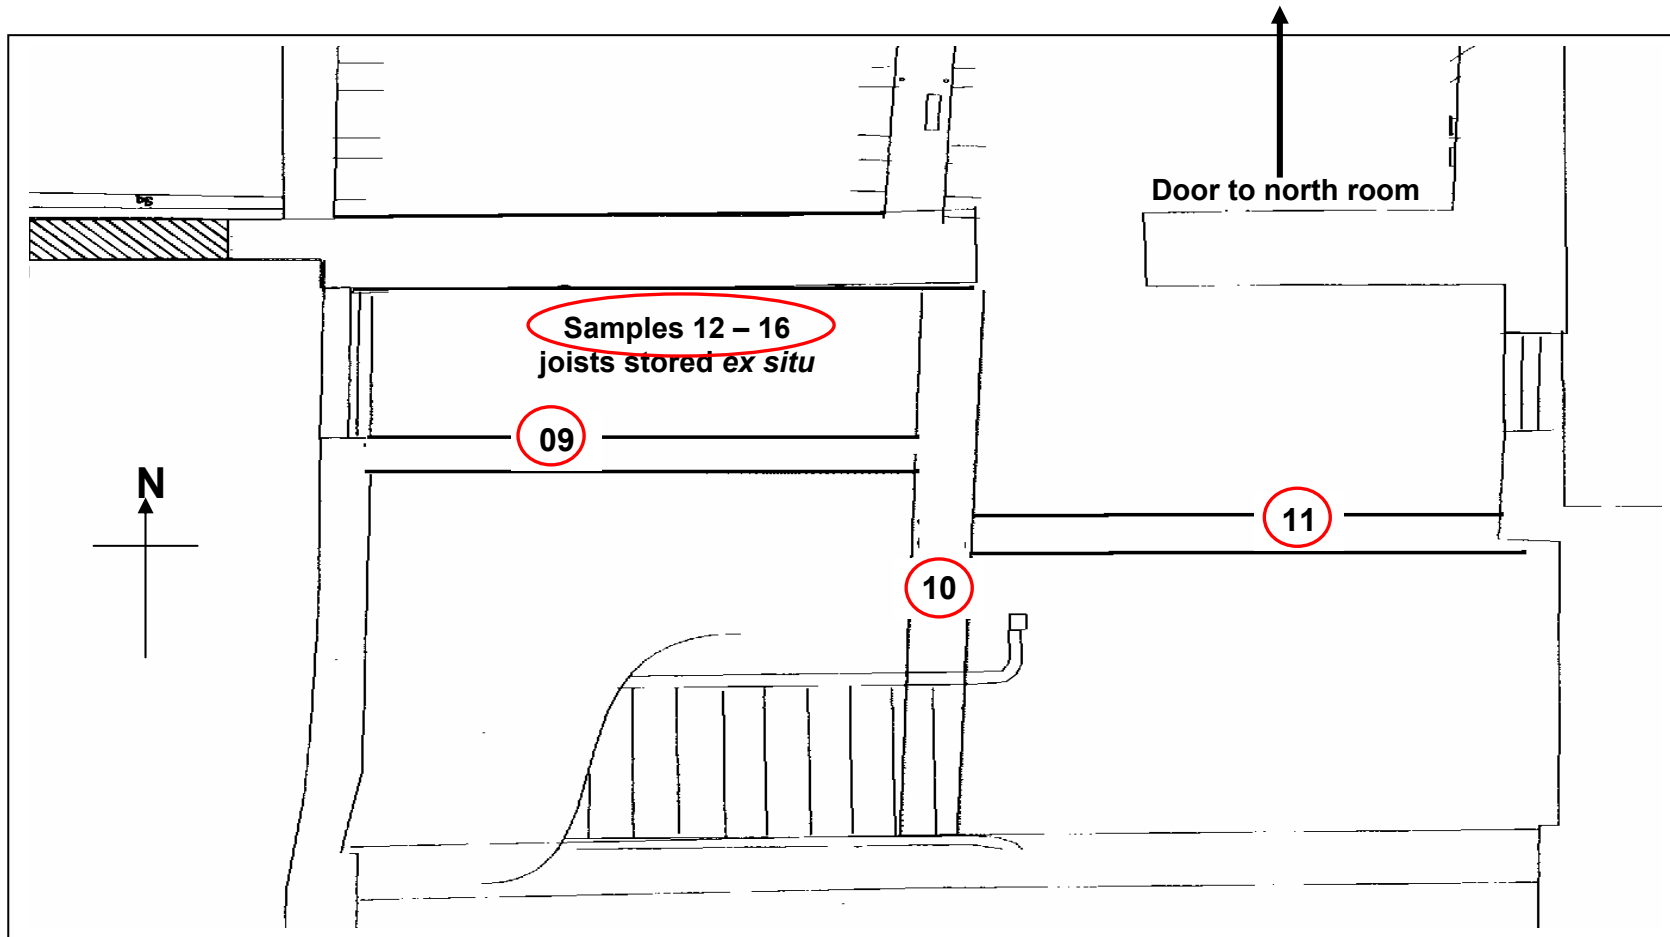 Door to north room
Samples 12 – 16
joists stored ex situ
09
N
11
10